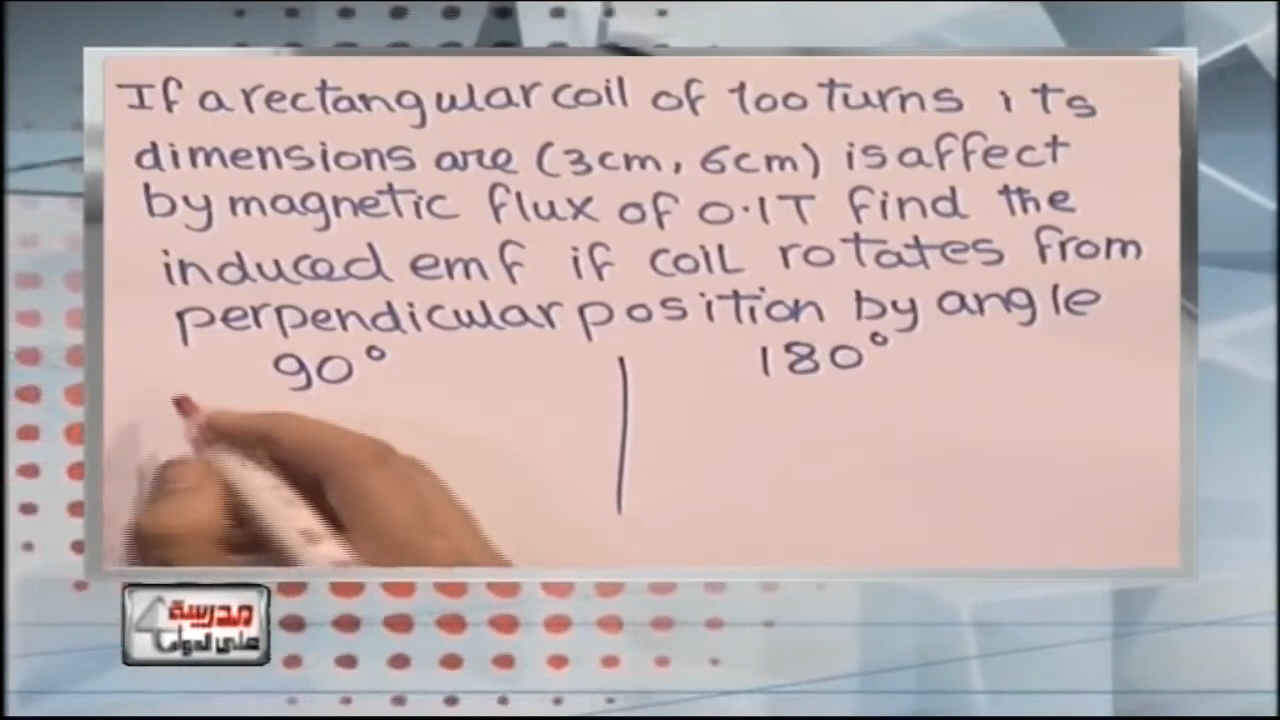 If a rectangular coil of 100 turns its
dimensions are (3cm, 6cm) is affect
by magnetic flux of 0.1T find the
induced emf if coil rotates from
perpendicular position by angle
90° 180°
مدرسة
على الهواء